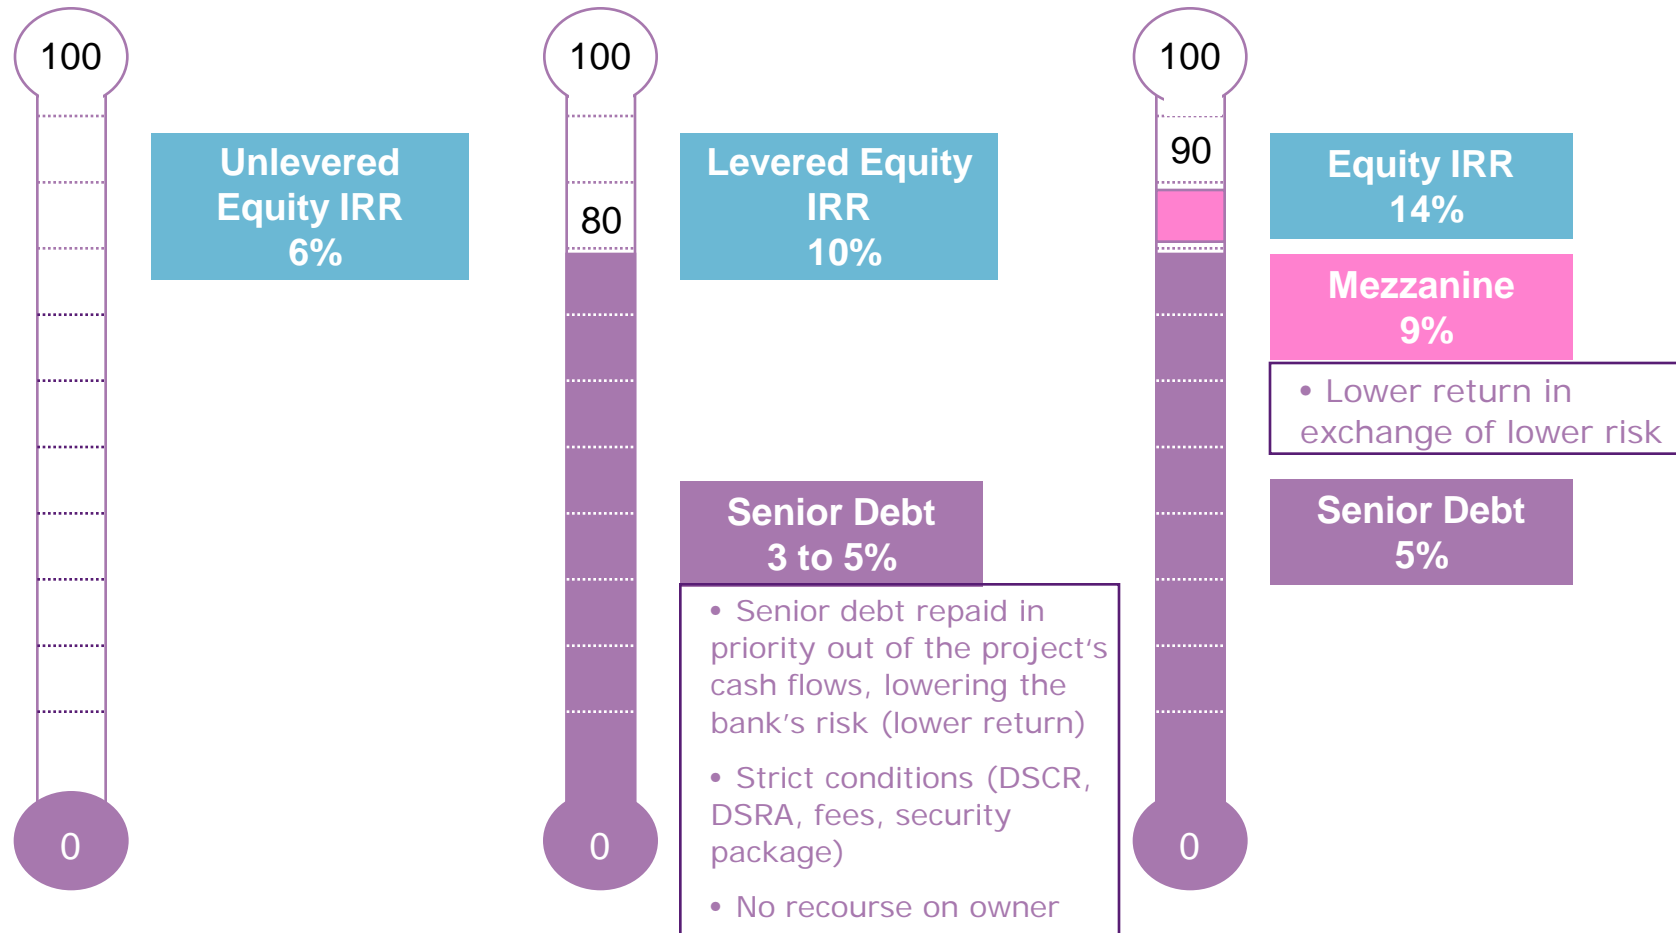 100
0
Unlevered
Equity IRR
6%
100
80
0
Levered Equity
IRR
10%
Senior Debt
3 to 5%
• Senior debt repaid in
priority out of the project‘s
cash flows, lowering the
bank’s risk (lower return)
• Strict conditions (DSCR,
DSRA, fees, security
package)
• No recourse on owner
100
90
0
Equity IRR
14%
Mezzanine
9%
• Lower return in
exchange of lower risk
Senior Debt
5%